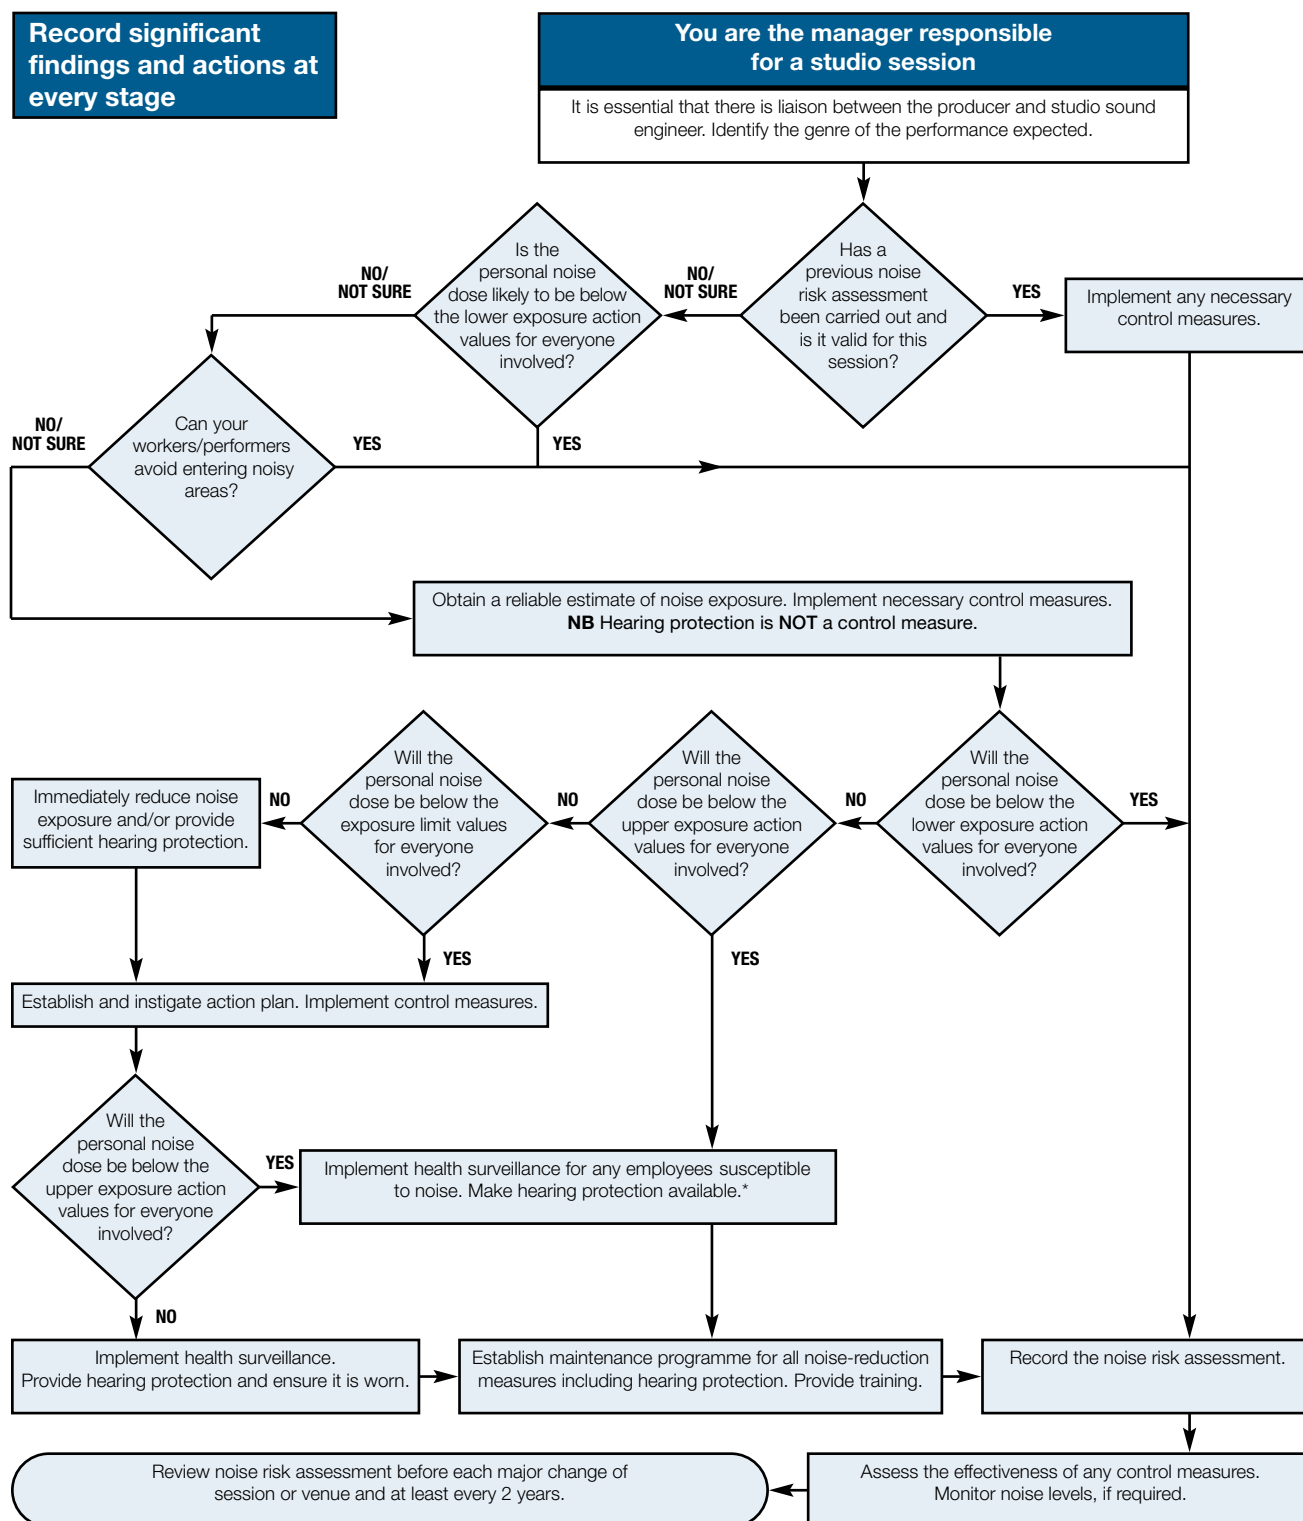 Record significant
findings and actions at
every stage
You are the manager responsible
for a studio session
It is essential that there is liaison between the producer and studio sound
engineer. Identify the genre of the performance expected.
Has a
previous noise
risk assessment
been carried out and
is it valid for this
session?
YES
Implement any necessary
control measures.
NO/
NOT SURE
Is the
personal noise
dose likely to be below
the lower exposure action
values for everyone
involved?
YES
NO/
NOT SURE
Can your
workers/performers
avoid entering noisy
areas?
YES
NO/
NOT SURE
Obtain a reliable estimate of noise exposure. Implement necessary control measures.
NB Hearing protection is NOT a control measure.
Will the
personal noise
dose be below the
lower exposure action
values for everyone
involved?
YES
NO
Will the
personal noise
dose be below the
upper exposure action
values for everyone
involved?
YES
NO
Will the
personal noise
dose be below the
exposure limit values
for everyone
involved?
YES
NO
Immediately reduce noise
exposure and/or provide
sufficient hearing protection.
Establish and instigate action plan. Implement control measures.
Will the
personal noise
dose be below the
upper exposure action
values for everyone
involved?
YES
Implement health surveillance for any employees susceptible
to noise. Make hearing protection available.*
NO
Implement health surveillance.
Provide hearing protection and ensure it is worn.
Establish maintenance programme for all noise-reduction
measures including hearing protection. Provide training.
Record the noise risk assessment.
Assess the effectiveness of any control measures.
Monitor noise levels, if required.
Review noise risk assessment before each major change of
session or venue and at least every 2 years.